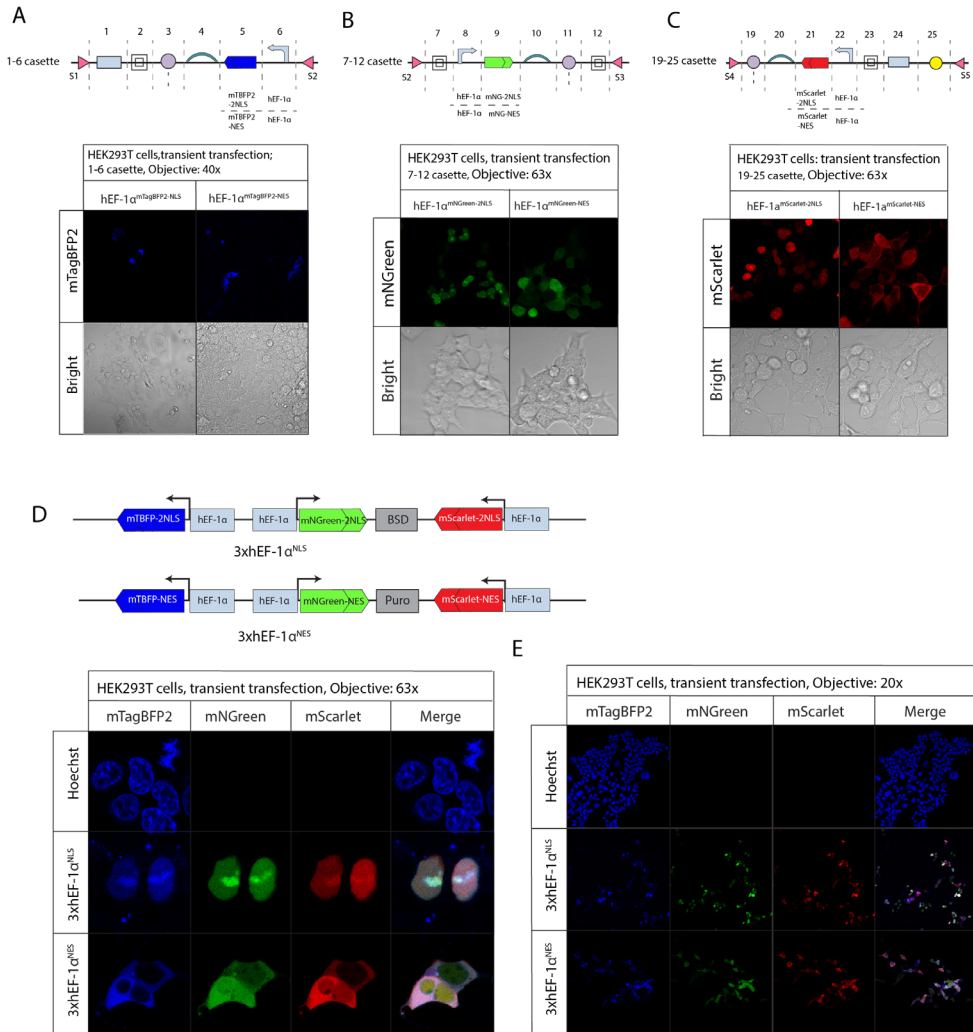 A
1 2 3 4 5 6
1-6 casette
S1 S2
mTBFP2 -2NLS hEF-1α
mTBFP2 -NES hEF-1α
HEK293T cells,transient transfection;
1-6 casette, Objective: 40x
hEF-1α mTagBFP2-NLS hEF-1α mTagBFP2-NES
mTagBFP2
Bright
B
7 8 9 10 11 12
7-12 casette
S2 S3
hEF-1α mNG-2NLS
hEF-1α mNG-NES
HEK293T cells, transient transfection
7-12 casette, Objective: 63x
hEF-1α mNGreen-2NLS hEF-1α mNGreen-NES
mNGreen
Bright
C
19 20 21 22 23 24 25
19-25 casette
S4 S5
mScarlet -2NLS hEF-1α
mScarlet -NES hEF-1α
HEK293T cells: transient transfection
19-25 casette, Objective: 63x
hEF-1a mScarlet-2NLS hEF-1a mScarlet-NES
mScarlet
Bright
D
mTBFP-2NLS hEF-1α hEF-1α mNGreen-2NLS BSD mScarlet-2NLS hEF-1α
3xhEF-1α NLS
mTBFP-NES hEF-1α hEF-1α mNGreen-NES Puro mScarlet-NES hEF-1α
3xhEF-1α NES
HEK293T cells, transient transfection, Objective: 63x
mTagBFP2 mNGreen mScarlet Merge
Hoechst
3xhEF-1α NLS
3xhEF-1α NES
E
HEK293T cells, transient transfection, Objective: 20x
mTagBFP2 mNGreen mScarlet Merge
Hoechst
3xhEF-1α NLS
3xhEF-1α NES